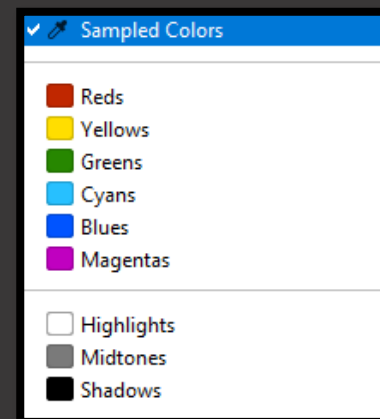 Sampled Colors
Reds
Yellows
Greens
Cyans
Blues
Magentas
Highlights
Midtones
Shadows